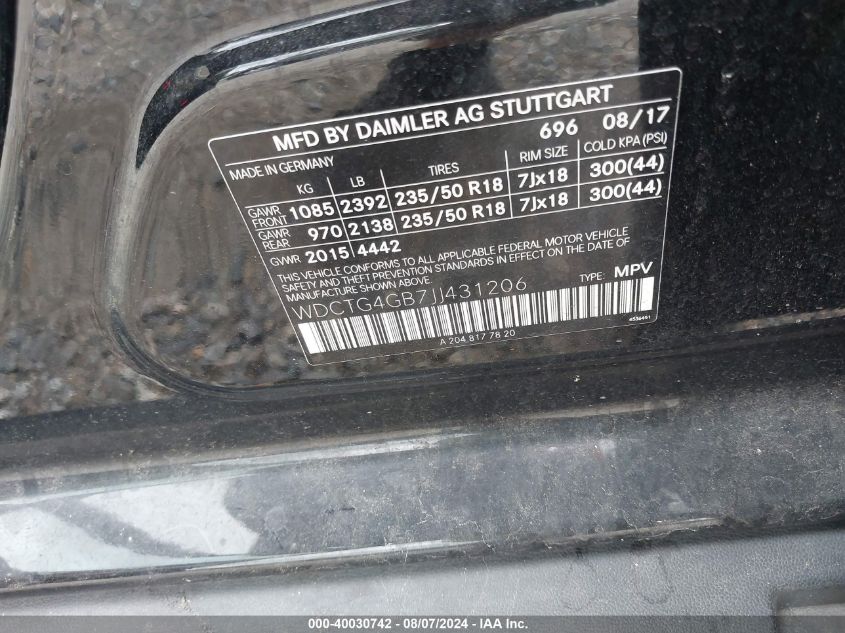 MFD BY DAIMLER AG STUTTGART
696 08/17
MADE IN GERMANY
KG LB TIRES RIM SIZE COLD KPA (PSI)
GAWR FRONT 1085 2392 235/50 R18 7Jx18 300(44)
GAWR REAR 970 2138 235/50 R18 7Jx18 300(44)
GVWR 2015 4442
THIS VEHICLE CONFORMS TO ALL APPLICABLE FEDERAL MOTOR VEHICLE
SAFETY AND THEFT PREVENTION STANDARDS IN EFFECT ON THE DATE OF
MANUFACTURE SHOWN ABOVE.
TYPE: MPV
WDCTG4GB7JJ431206
A 204 817 78 20
000-40030742 - 08/07/2024 - Copyright © IAA, LLC.